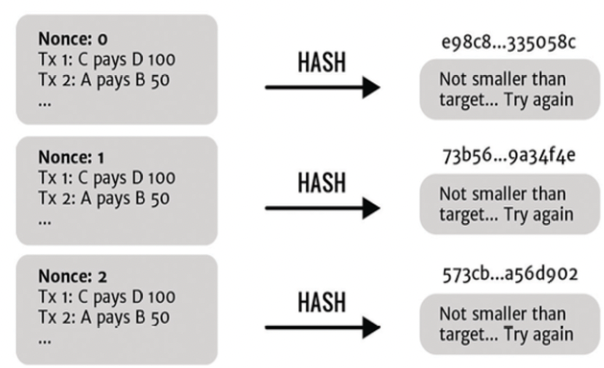 Nonce: 0
Tx 1: C pays D 100
Tx 2: A pays B 50
...
HASH
e98c8...335058c
Not smaller than
target... Try again
Nonce: 1
Tx 1: C pays D 100
Tx 2: A pays B 50
...
HASH
73b56...9a34f4e
Not smaller than
target... Try again
Nonce: 2
Tx 1: C pays D 100
Tx 2: A pays B 50
...
HASH
573cb...a56d902
Not smaller than
target... Try again